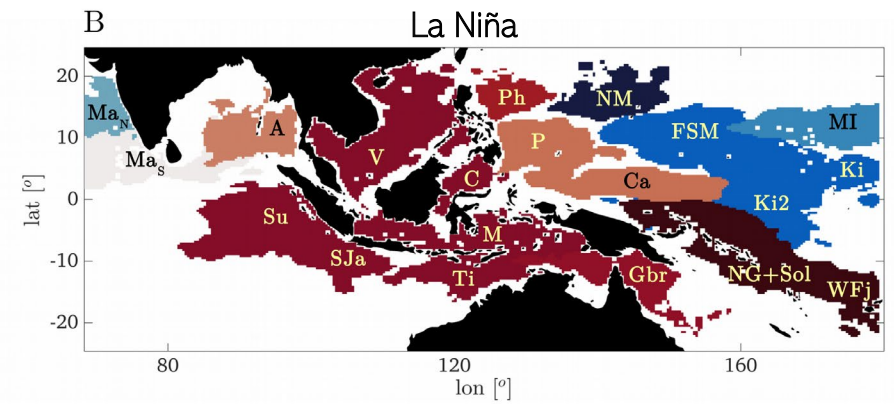 B
La Niña
20
10
0
-10
-20
lat [°]
Ma_N
Ma_S
A
V
Ph
NM
P
FSM
MI
C
Ca
Ki
Ki2
Su
M
SJa
Ti
Gbr
NG+Sol
WFj
80
120
160
lon [°]